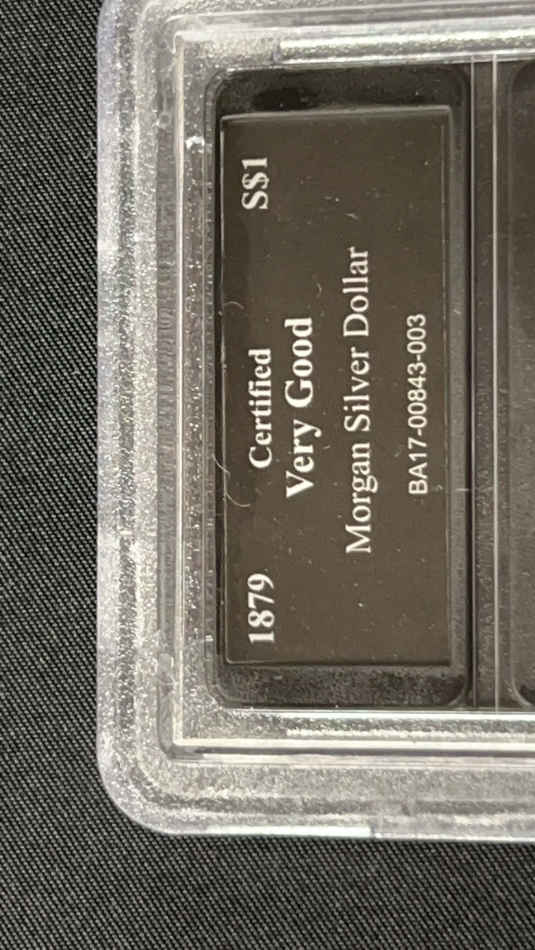 1879 Certified S$1
Very Good
Morgan Silver Dollar
BA17-00843-003